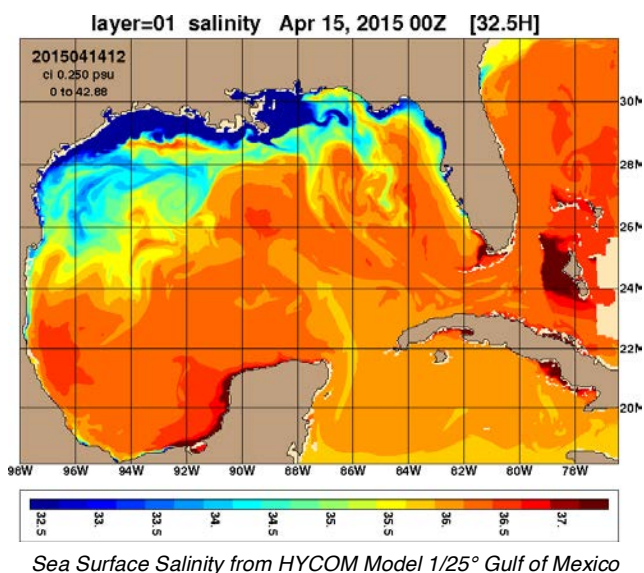 layer=01 salinity Apr 15, 2015 00Z [32.5H]
2015041412
ci 0.250 psu
0 to 42.88
30N
28N
26N
24N
22N
20N
98W 96W 94W 92W 90W 88W 86W 84W 82W 80W 78W
32.5 33. 33.5 34. 34.5 35. 35.5 36. 36.5 37.
Sea Surface Salinity from HYCOM Model 1/25° Gulf of Mexico